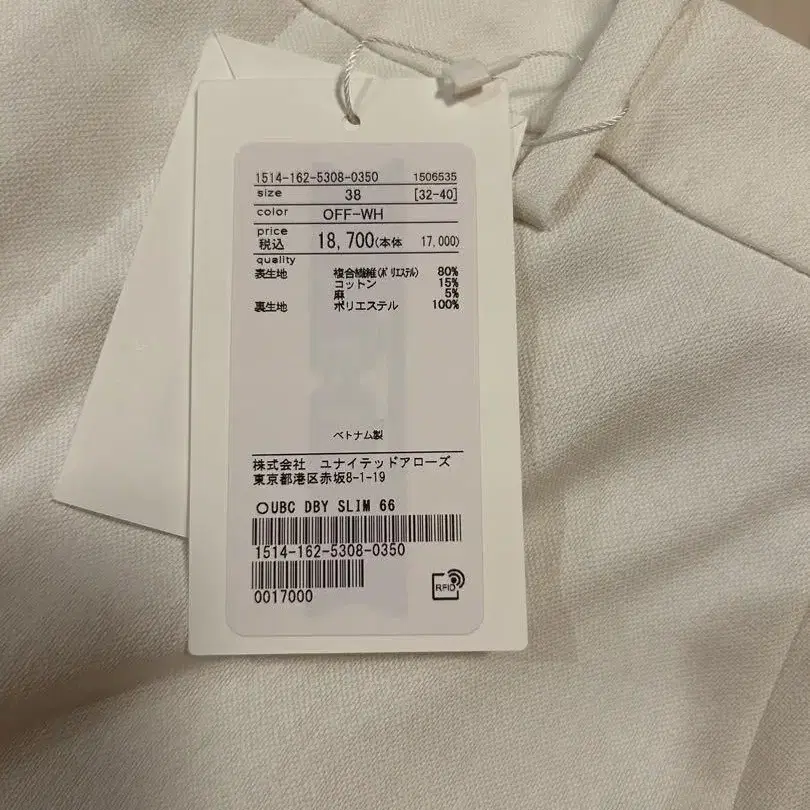 1514-162-5308-0350 1506535
size 38 [32-40]
color OFF-WH
price
税込 18,700(本体 17,000)
quality
表生地 複合繊維(ポリエステル) 80%
コットン 15%
麻 5%
裏生地 ポリエステル 100%
ベトナム製
株式会社 ユナイテッドアローズ
東京都港区赤坂8-1-19
○UBC DBY SLIM 66
1514-162-5308-0350
0017000
RFID